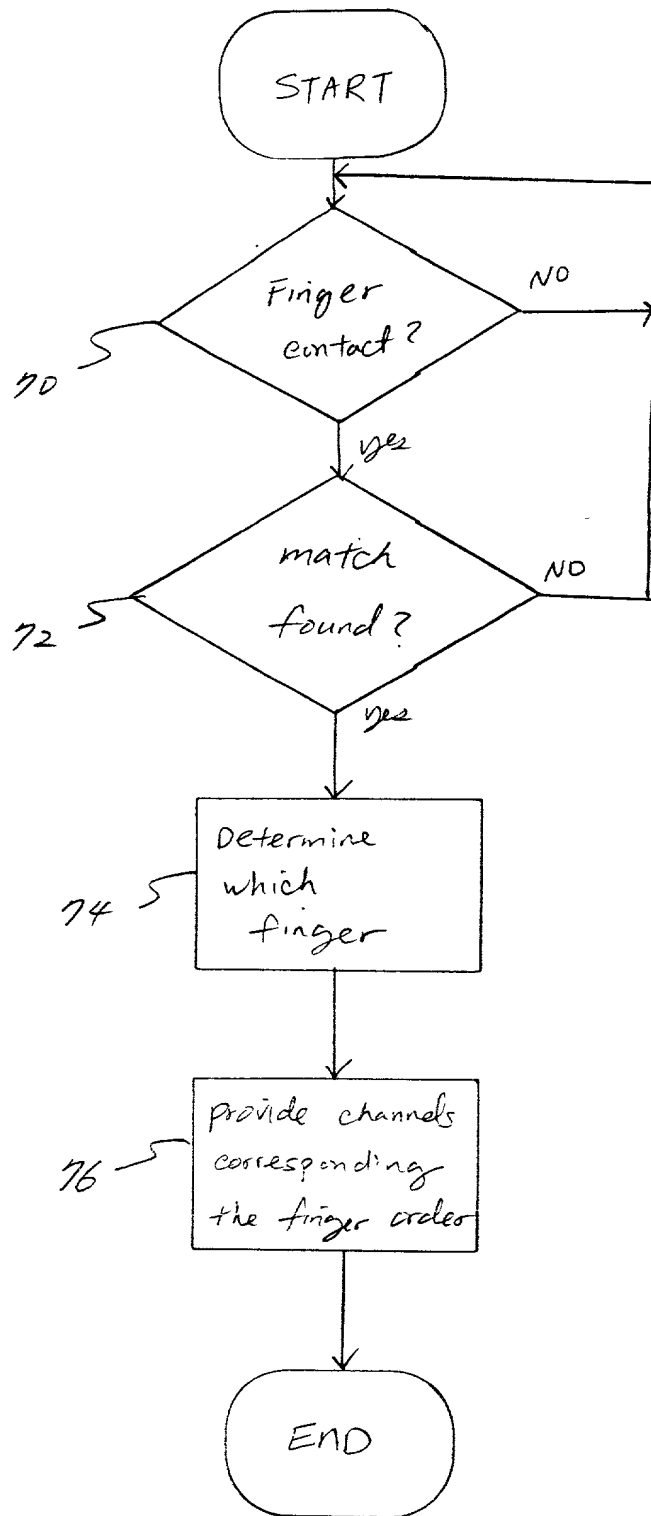 START
Finger
contact?
NO
70
yes
match
found?
NO
72
yes
Determine
which
finger
74
provide channels
corresponding
the finger order
76
END